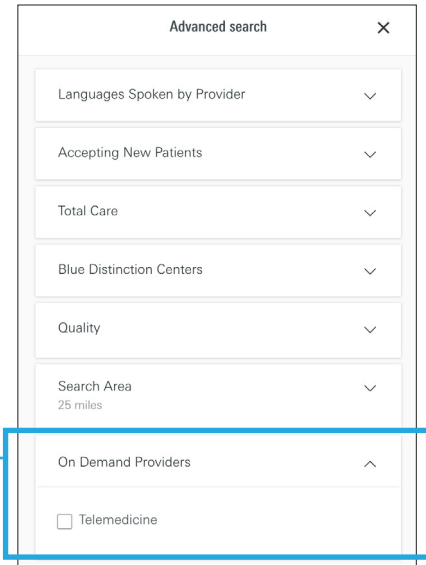 Advanced search
Languages Spoken by Provider
Accepting New Patients
Total Care
Blue Distinction Centers
Quality
Search Area
25 miles
On Demand Providers
Telemedicine